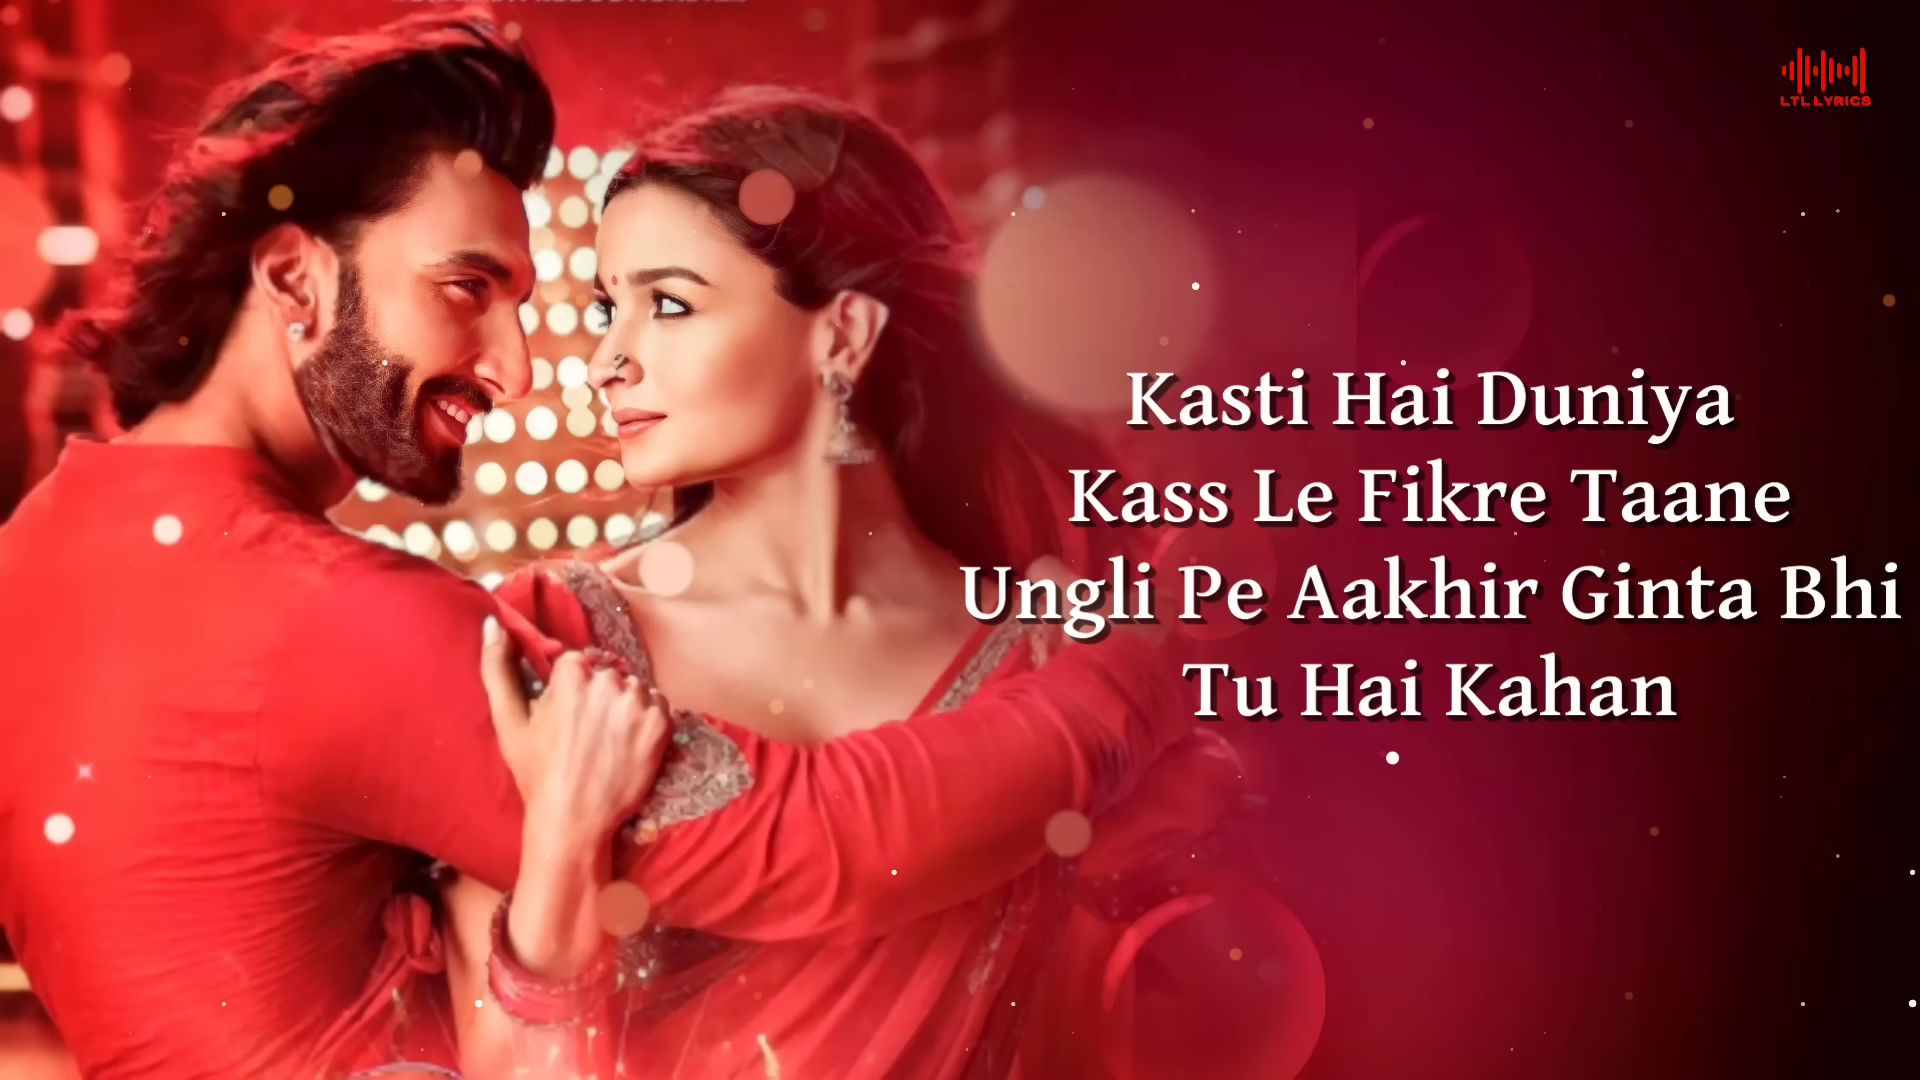 LTL LYRICS
Kasti Hai Duniya
Kass Le Fikre Taane
Ungli Pe Aakhir Ginta Bhi
Tu Hai Kahan